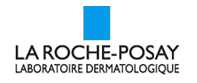 LA ROCHE-POSAY
LABORATOIRE DERMATOLOGIQUE